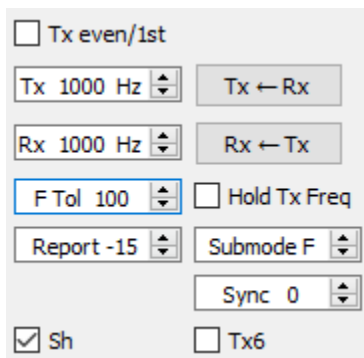 Tx even/1st
Tx 1000 Hz Tx ← Rx
Rx 1000 Hz Rx ← Tx
F Tol 100 Hold Tx Freq
Report -15 Submode F
Sync 0
Sh Tx6